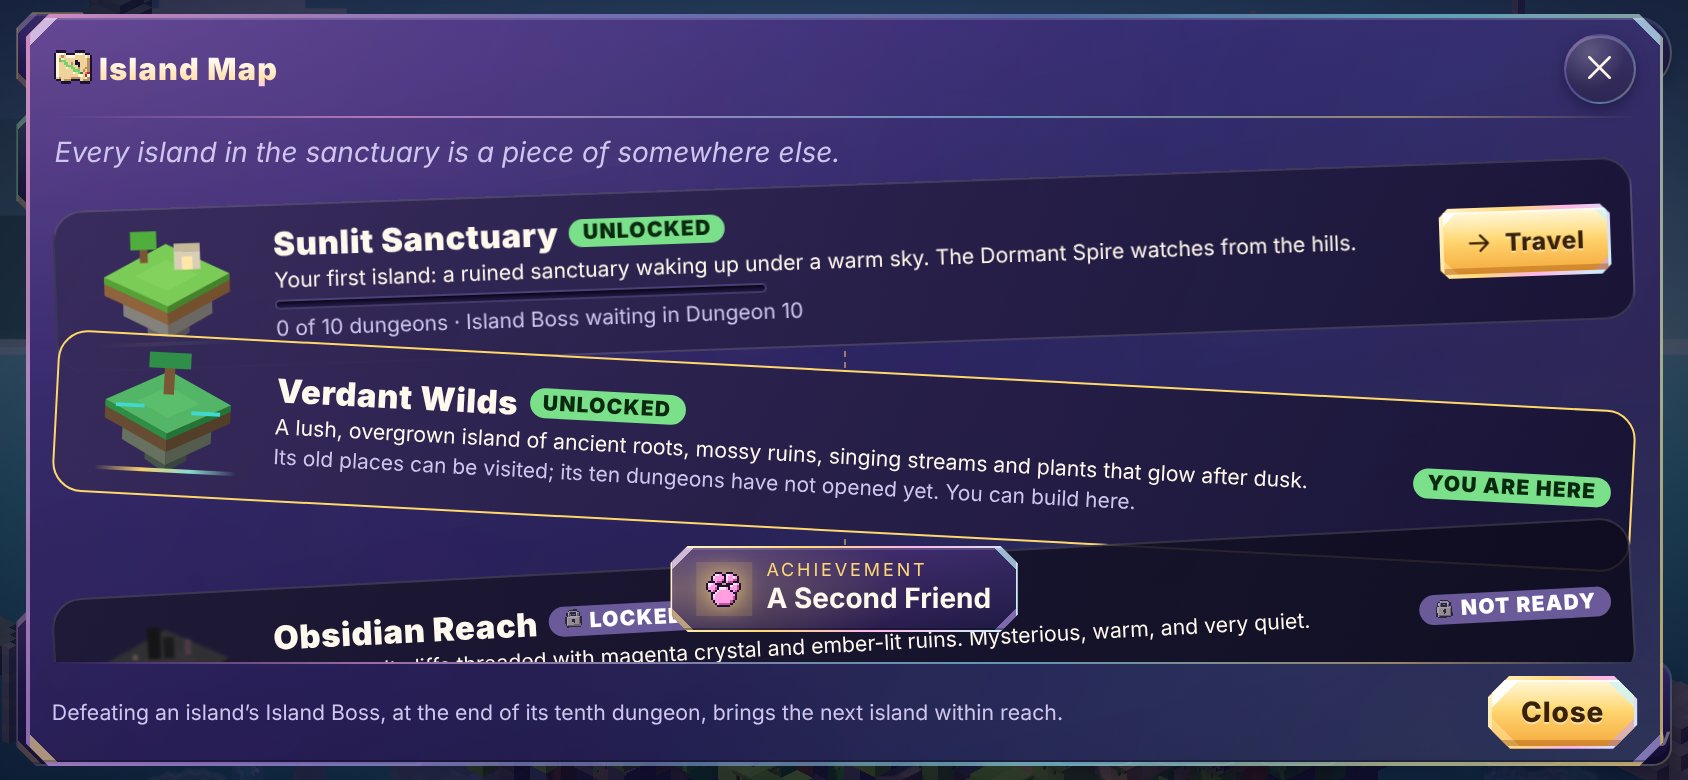 Island Map
Every island in the sanctuary is a piece of somewhere else.
Sunlit Sanctuary UNLOCKED
Your first island: a ruined sanctuary waking up under a warm sky. The Dormant Spire watches from the hills.
0 of 10 dungeons · Island Boss waiting in Dungeon 10
→ Travel
Verdant Wilds UNLOCKED
A lush, overgrown island of ancient roots, mossy ruins, singing streams and plants that glow after dusk.
Its old places can be visited; its ten dungeons have not opened yet. You can build here.
YOU ARE HERE
ACHIEVEMENT
A Second Friend
Obsidian Reach LOCKED
threaded with magenta crystal and ember-lit ruins. Mysterious, warm, and very quiet.
NOT READY
Defeating an island’s Island Boss, at the end of its tenth dungeon, brings the next island within reach.
Close